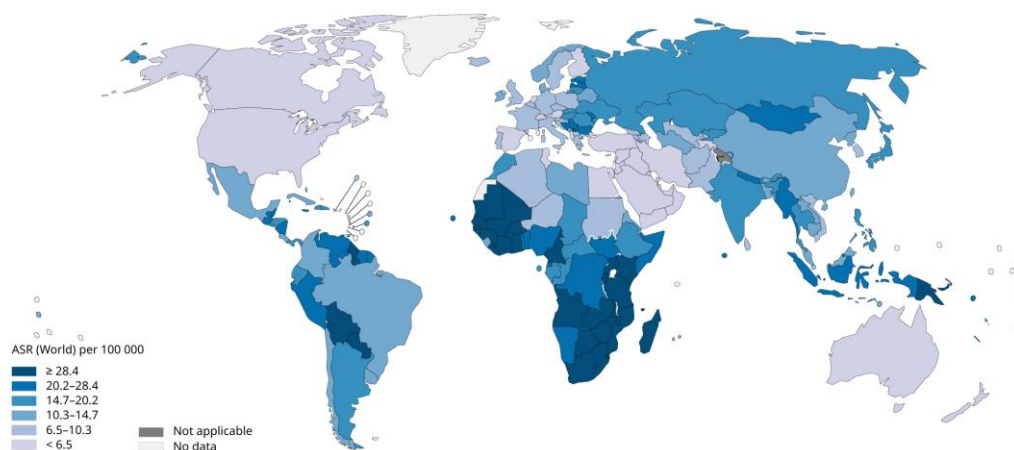 ASR (World) per 100 000
≥ 28.4
20.2–28.4
14.7–20.2
10.3–14.7
6.5–10.3
< 6.5
Not applicable
No data